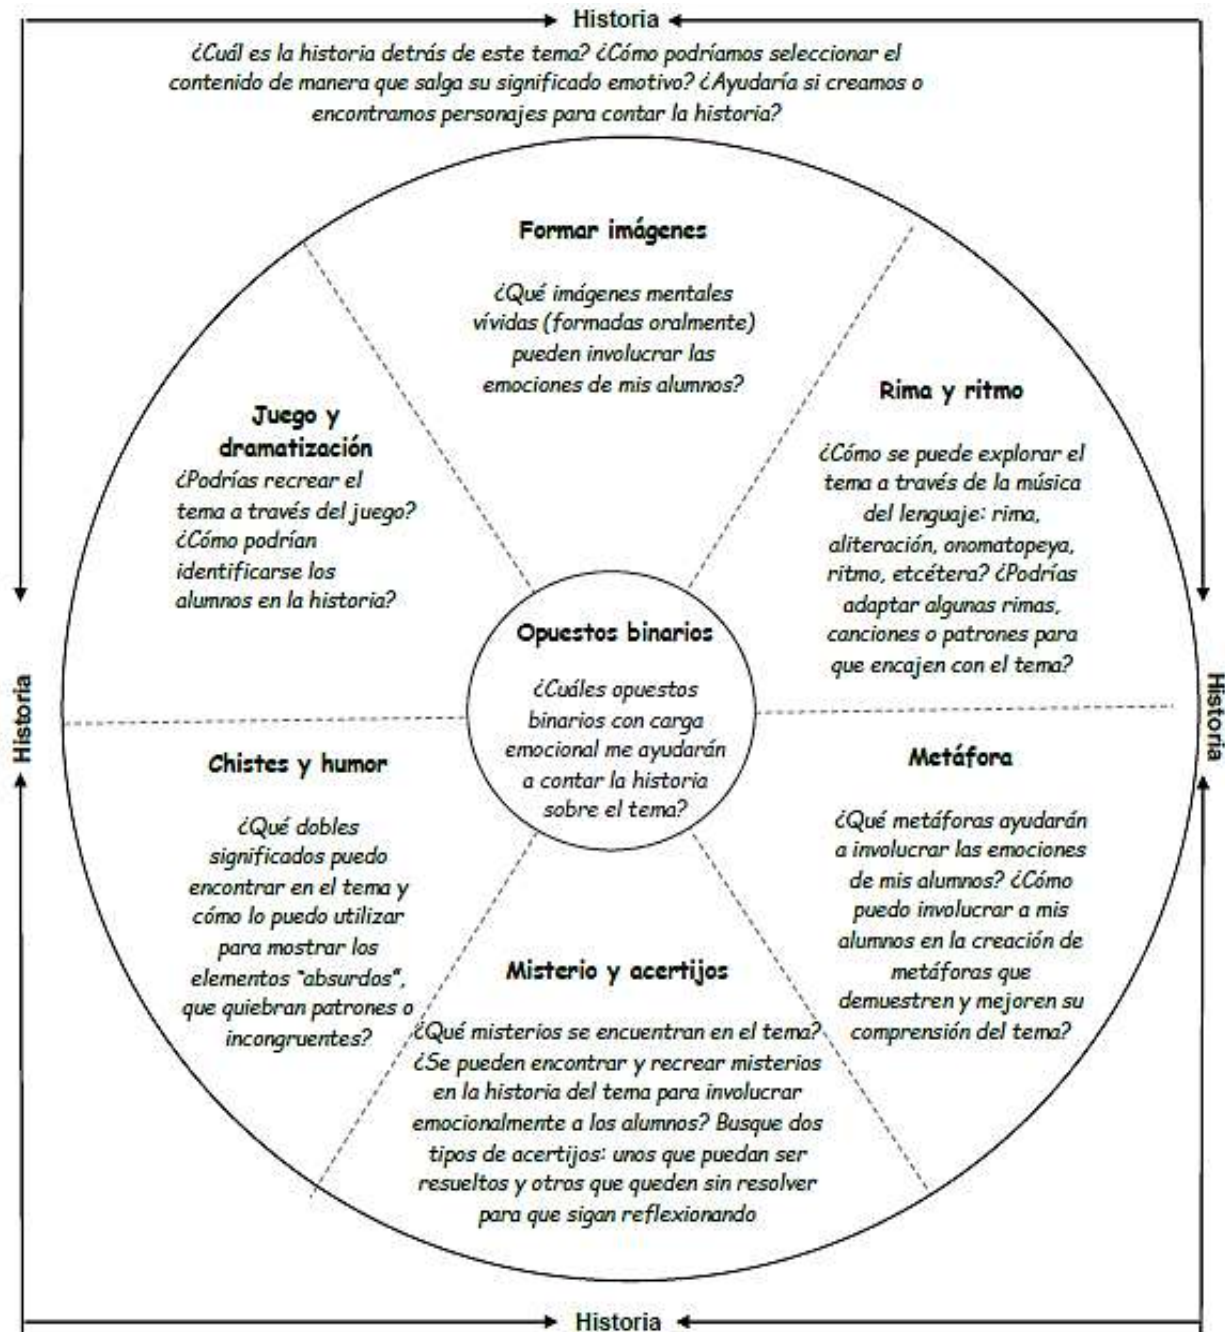 Historia
¿Cuál es la historia detrás de este tema? ¿Cómo podríamos seleccionar el
contenido de manera que salga su significado emotivo? ¿Ayudaría si creamos o
encontramos personajes para contar la historia?
Formar imágenes
¿Qué imágenes mentales
vívidas (formadas oralmente)
pueden involucrar las
emociones de mis alumnos?
Rima y ritmo
¿Cómo se puede explorar el
tema a través de la música
del lenguaje: rima,
aliteración, onomatopeya,
ritmo, etcétera? ¿Podrías
adaptar algunas rimas,
canciones o patrones para
que encajen con el tema?
Juego y
dramatización
¿Podrías recrear el
tema a través del juego?
¿Cómo podrían
identificarse los
alumnos en la historia?
Opuestos binarios
¿Cuáles opuestos
binarios con carga
emocional me ayudarán
a contar la historia
sobre el tema?
Historia
Historia
Chistes y humor
¿Qué dobles
significados puedo
encontrar en el tema y
cómo lo puedo utilizar
para mostrar los
elementos "absurdos",
que quiebran patrones o
incongruentes?
Metáfora
¿Qué metáforas ayudarán
a involucrar las emociones
de mis alumnos? ¿Cómo
puedo involucrar a mis
alumnos en la creación de
metáforas que
demuestren y mejoren su
comprensión del tema?
Misterio y acertijos
¿Qué misterios se encuentran en el tema?
¿Se pueden encontrar y recrear misterios
en la historia del tema para involucrar
emocionalmente a los alumnos? Busque dos
tipos de acertijos: unos que puedan ser
resueltos y otros que queden sin resolver
para que sigan reflexionando
Historia